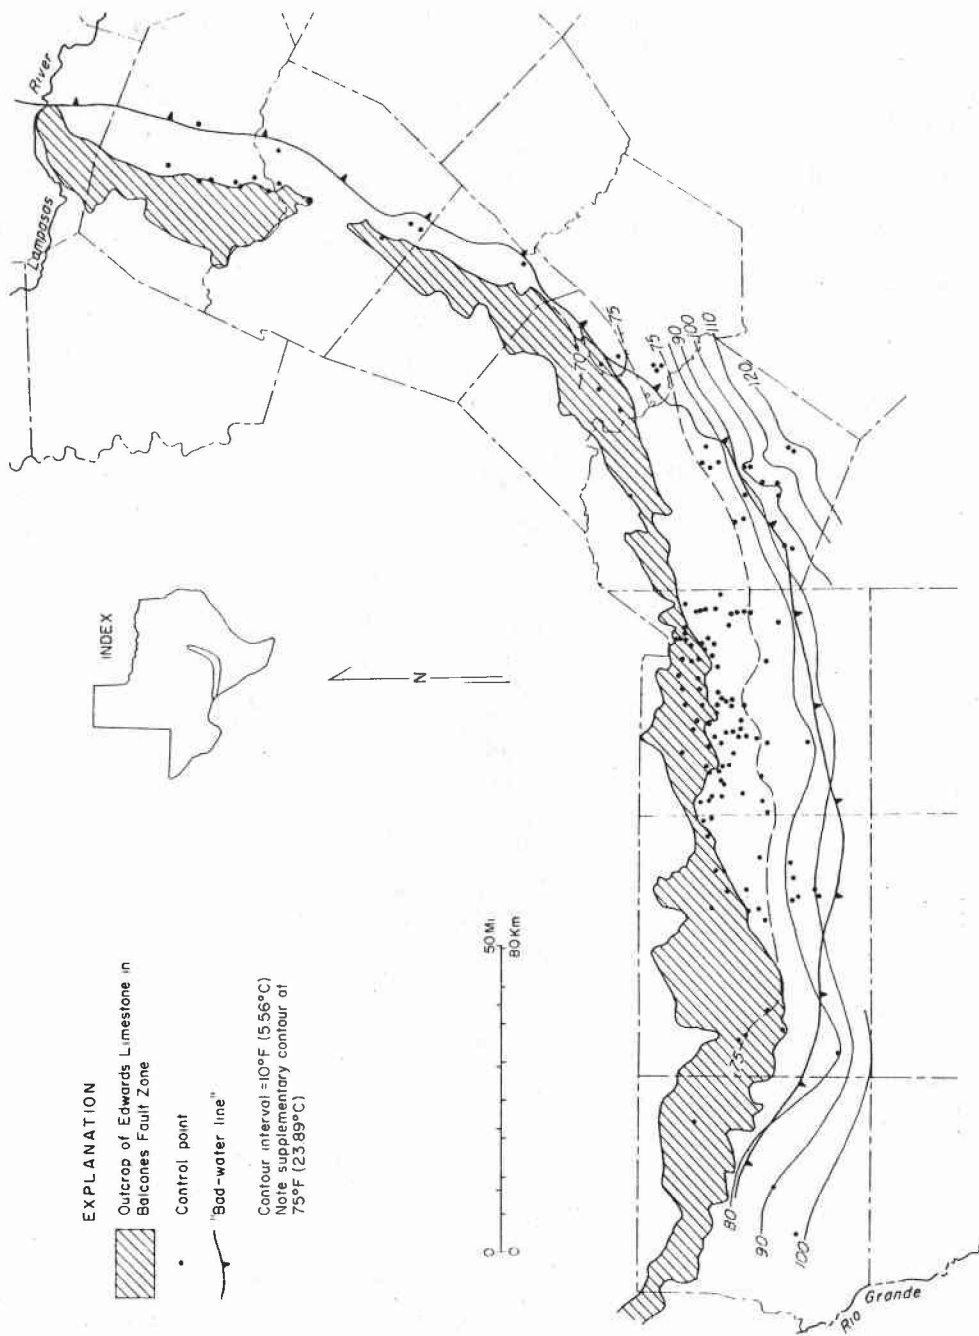 EXPLANATION
Outcrop of Edwards Limestone in
Balcones Fault Zone
Control point
"Bad-water line"
Contour interval = 10°F (5.56°C)
Note supplementary contour at
75°F (23.89°C)
INDEX
N
0 50 Mi
0 80 Km
Lampasas
River
Rio
Grande
70
75
75
90
100
110
120
75
80
90
100